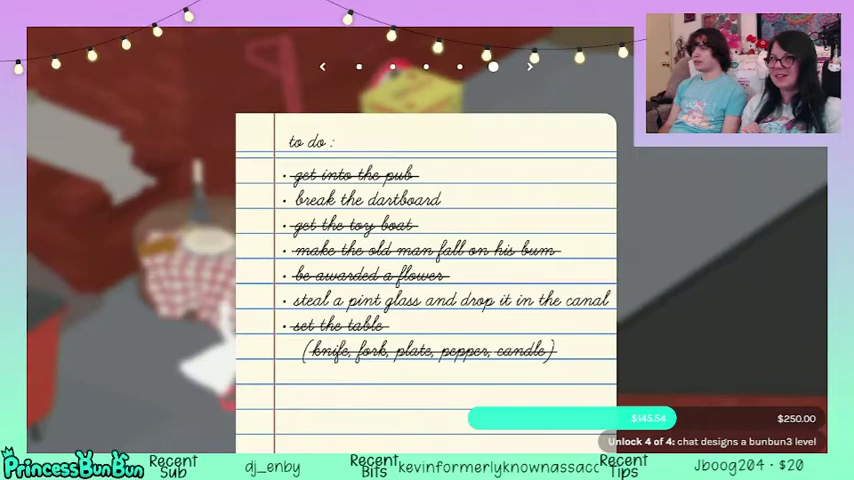 to do :
• get into the pub
• break the dartboard
• get the toy boat
• make the old man fall on his bum
• be awarded a flower
• steal a pint glass and drop it in the canal
• set the table
(knife, fork, plate, pepper, candle)
$145.54 $250.00
Unlock 4 of 4: chat designs a bunbun3 level
PrincessBunBun
Recent Sub dj_enby
Recent Bits kevinformerlyknownassacc
Recent Tips Jboog204 • $20